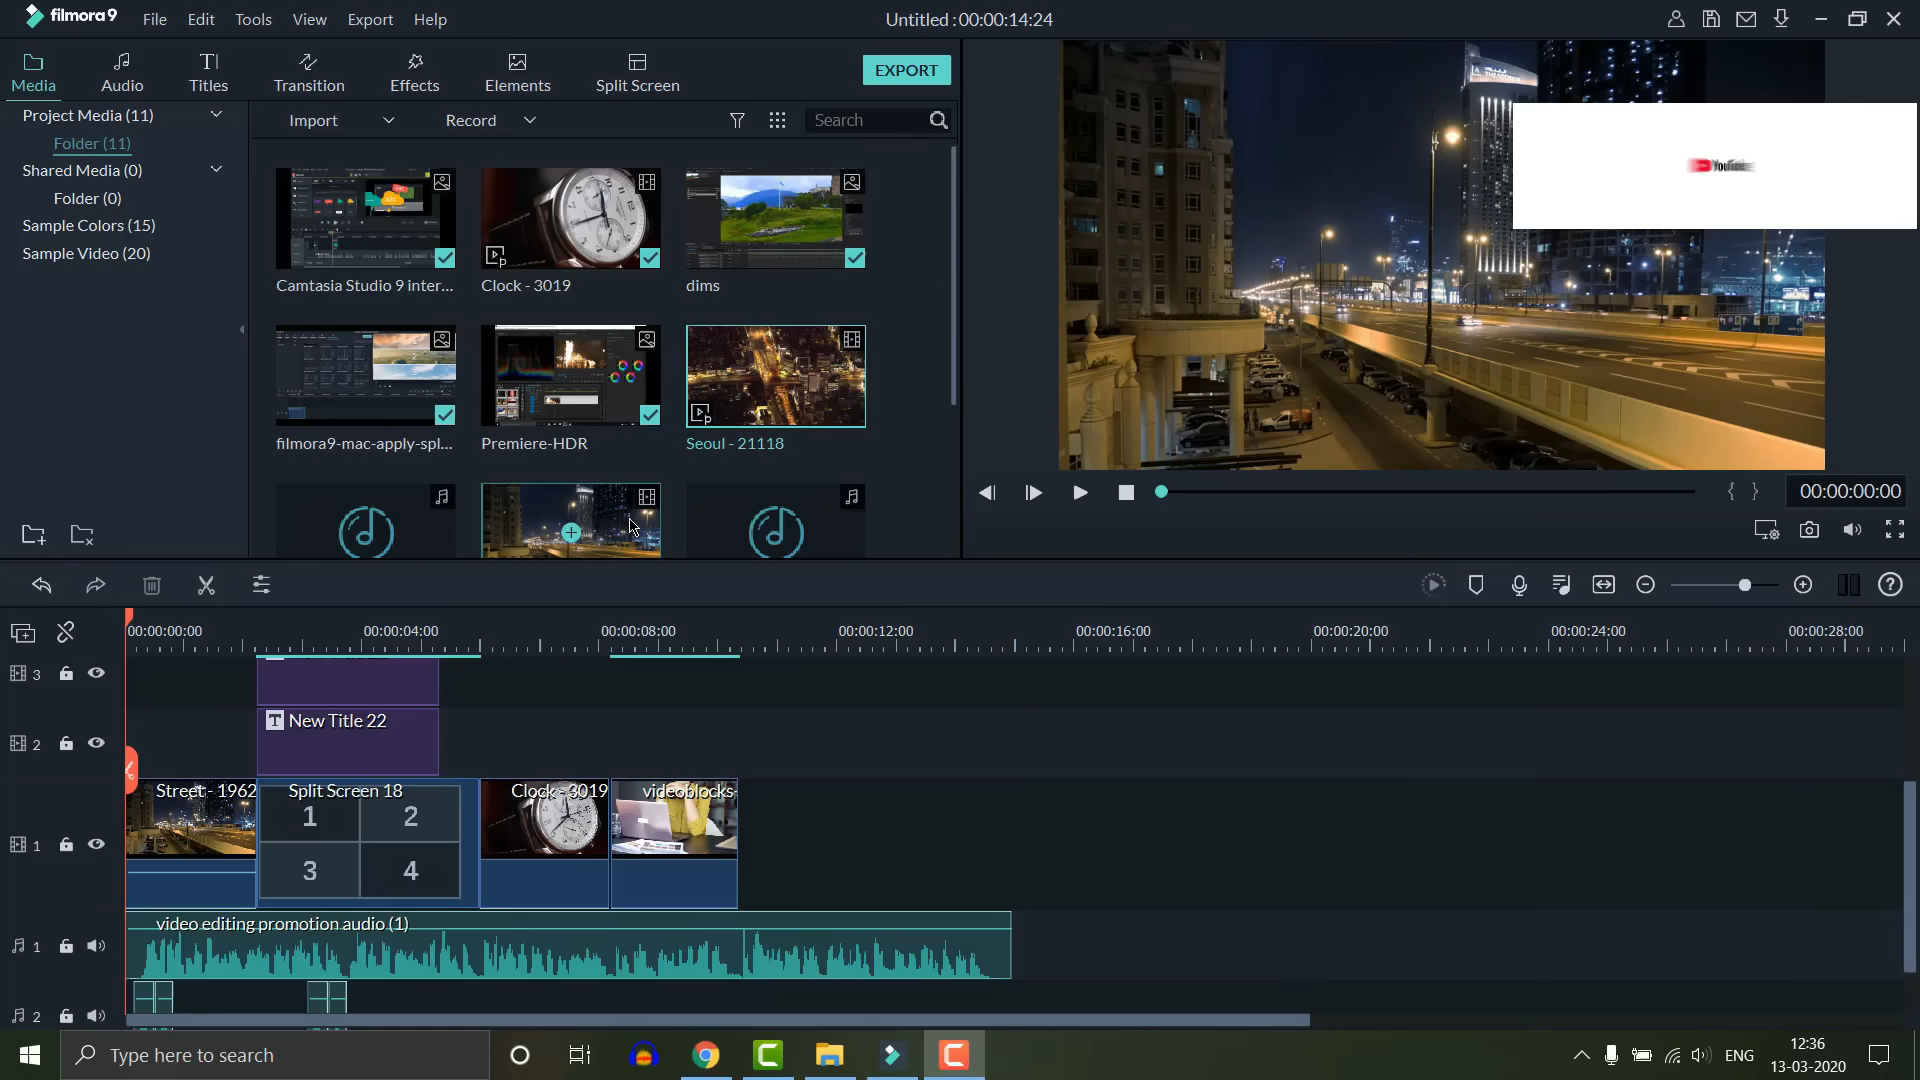 filmora9
File
Edit
Tools
View
Export
Help
Untitled : 00:00:14:24
Media
Audio
Titles
Transition
Effects
Elements
Split Screen
EXPORT
Project Media (11)
Folder (11)
Shared Media (0)
Folder (0)
Sample Colors (15)
Sample Video (20)
Import
Record
Search
Camtasia Studio 9 inter...
Clock - 3019
dims
filmora9-mac-apply-spl...
Premiere-HDR
Seoul - 21118
YouTube
00:00:00:00
00:00:00:00
00:00:04:00
00:00:08:00
00:00:12:00
00:00:16:00
00:00:20:00
00:00:24:00
00:00:28:00
3
2
New Title 22
1
Street - 1962
Split Screen 18
1
2
3
4
Clock - 3019
videoblocks-
1
video editing promotion audio (1)
2
Type here to search
ENG
12:36
13-03-2020